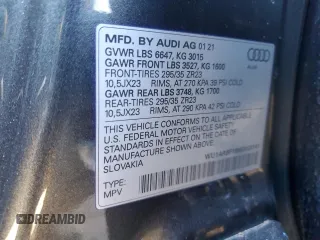 MFD. BY AUDI AG 01 21
GVWR LBS 6647, KG 3015
GAWR FRONT LBS 3527, KG 1600
FRONT-TIRES 295/35 ZR23
10,5JX23 RIMS, AT 270 KPA 39 PSI COLD
GAWR REAR LBS 3748, KG 1700
REAR-TIRES 295/35 ZR23
10,5JX23 RIMS, AT 290 KPA 42 PSI COLD
THIS VEHICLE CONFORMS TO ALL APPLICABLE
U.S. FEDERAL MOTOR VEHICLE SAFETY
STANDARDS IN EFFECT ON THE DATE OF
MANUFACTURE SHOWN ABOVE.
SLOVAKIA
TYPE:
MPV
DREAMBID